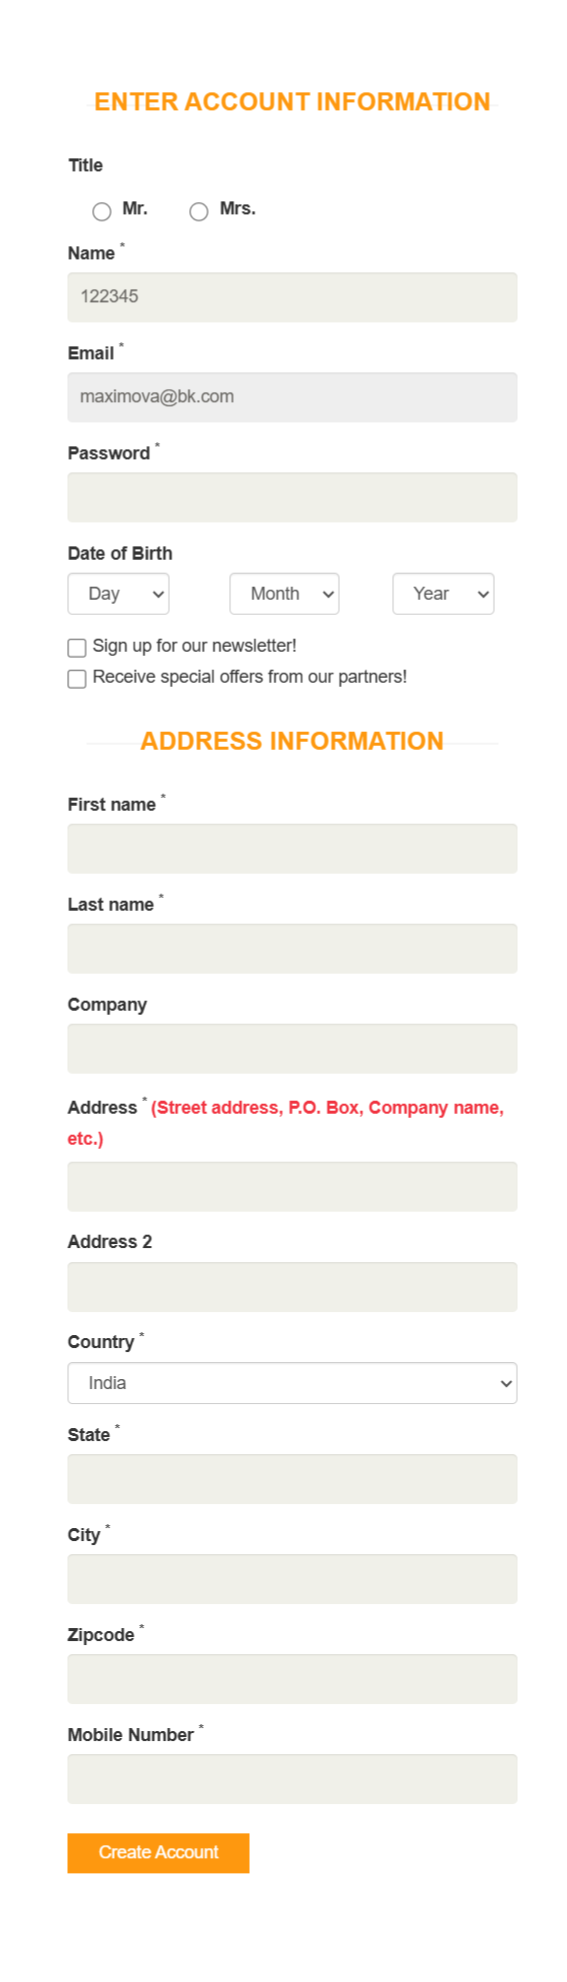 ENTER ACCOUNT INFORMATION
Title
Mr. Mrs.
Name *
122345
Email *
maximova@bk.com
Password *
Date of Birth
Day Month Year
Sign up for our newsletter!
Receive special offers from our partners!
ADDRESS INFORMATION
First name *
Last name *
Company
Address * (Street address, P.O. Box, Company name,
etc.)
Address 2
Country *
India
State *
City *
Zipcode *
Mobile Number *
Create Account